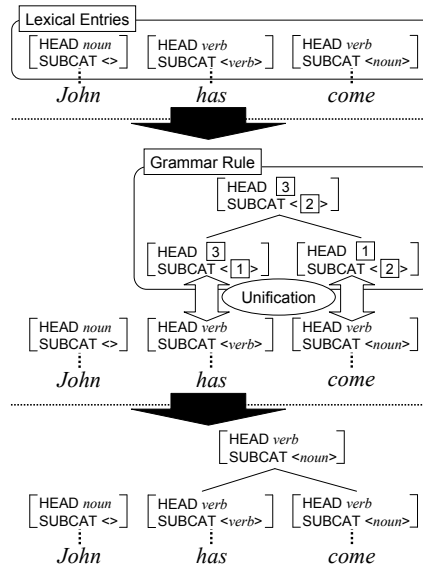 Lexical Entries
HEAD noun HEAD verb HEAD verb
SUBCAT <> SUBCAT <verb> SUBCAT <noun>
John has come
Grammar Rule
HEAD 3
SUBCAT < 2 >
HEAD 3 HEAD 1
SUBCAT < 1 > SUBCAT < 2 >
Unification
HEAD noun HEAD verb HEAD verb
SUBCAT <> SUBCAT <verb> SUBCAT <noun>
John has come
HEAD verb
SUBCAT <noun>
HEAD noun HEAD verb HEAD verb
SUBCAT <> SUBCAT <verb> SUBCAT <noun>
John has come